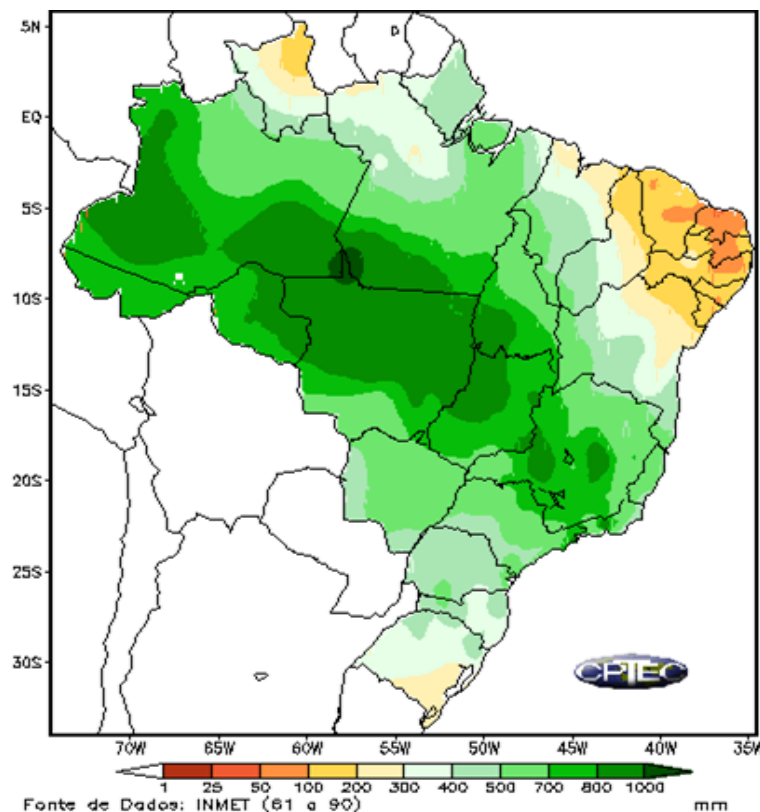 5N
EQ
5S
10S
15S
20S
25S
30S
CPTEC
70W 65W 60W 55W 50W 45W 40W 35W
1 25 50 100 200 300 400 500 700 800 1000
Fonte de Dados: INMET (61 a 90) mm